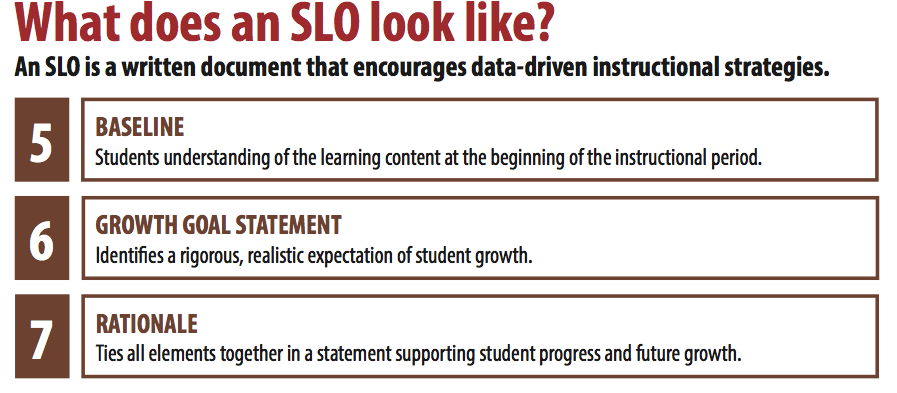 What does an SLO look like?
An SLO is a written document that encourages data-driven instructional strategies.
5
BASELINE
Students understanding of the learning content at the beginning of the instructional period.
6
GROWTH GOAL STATEMENT
Identifies a rigorous, realistic expectation of student growth.
7
RATIONALE
Ties all elements together in a statement supporting student progress and future growth.